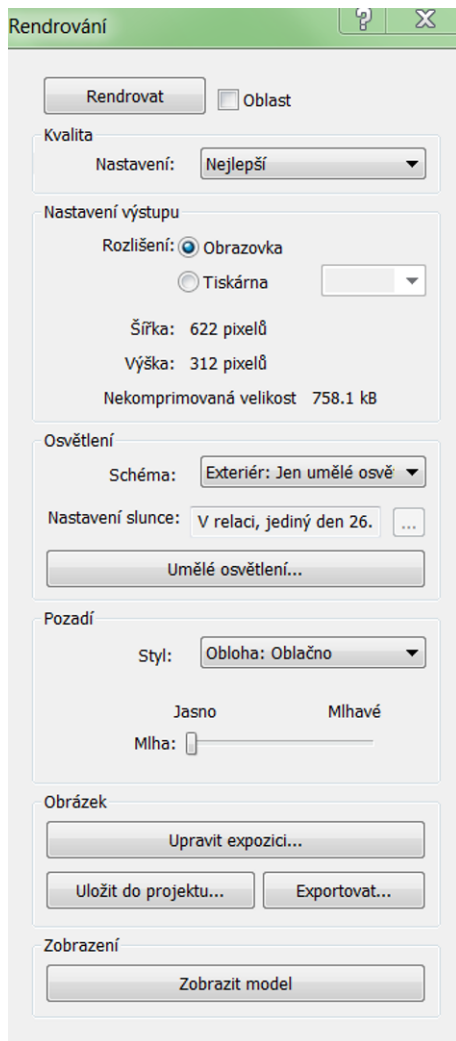 Rendrování
Rendrovat
Oblast
Kvalita
Nastavení: Nejlepší
Nastavení výstupu
Rozlišení: Obrazovka
Tiskárna
Šířka: 622 pixelů
Výška: 312 pixelů
Nekomprimovaná velikost 758.1 kB
Osvětlení
Schéma: Exteriér: Jen umělé osvě
Nastavení slunce: V relaci, jediný den 26. ...
Umělé osvětlení...
Pozadí
Styl: Obloha: Oblačno
Jasno Mlhavé
Mlha:
Obrázek
Upravit expozici...
Uložit do projektu... Exportovat...
Zobrazení
Zobrazit model